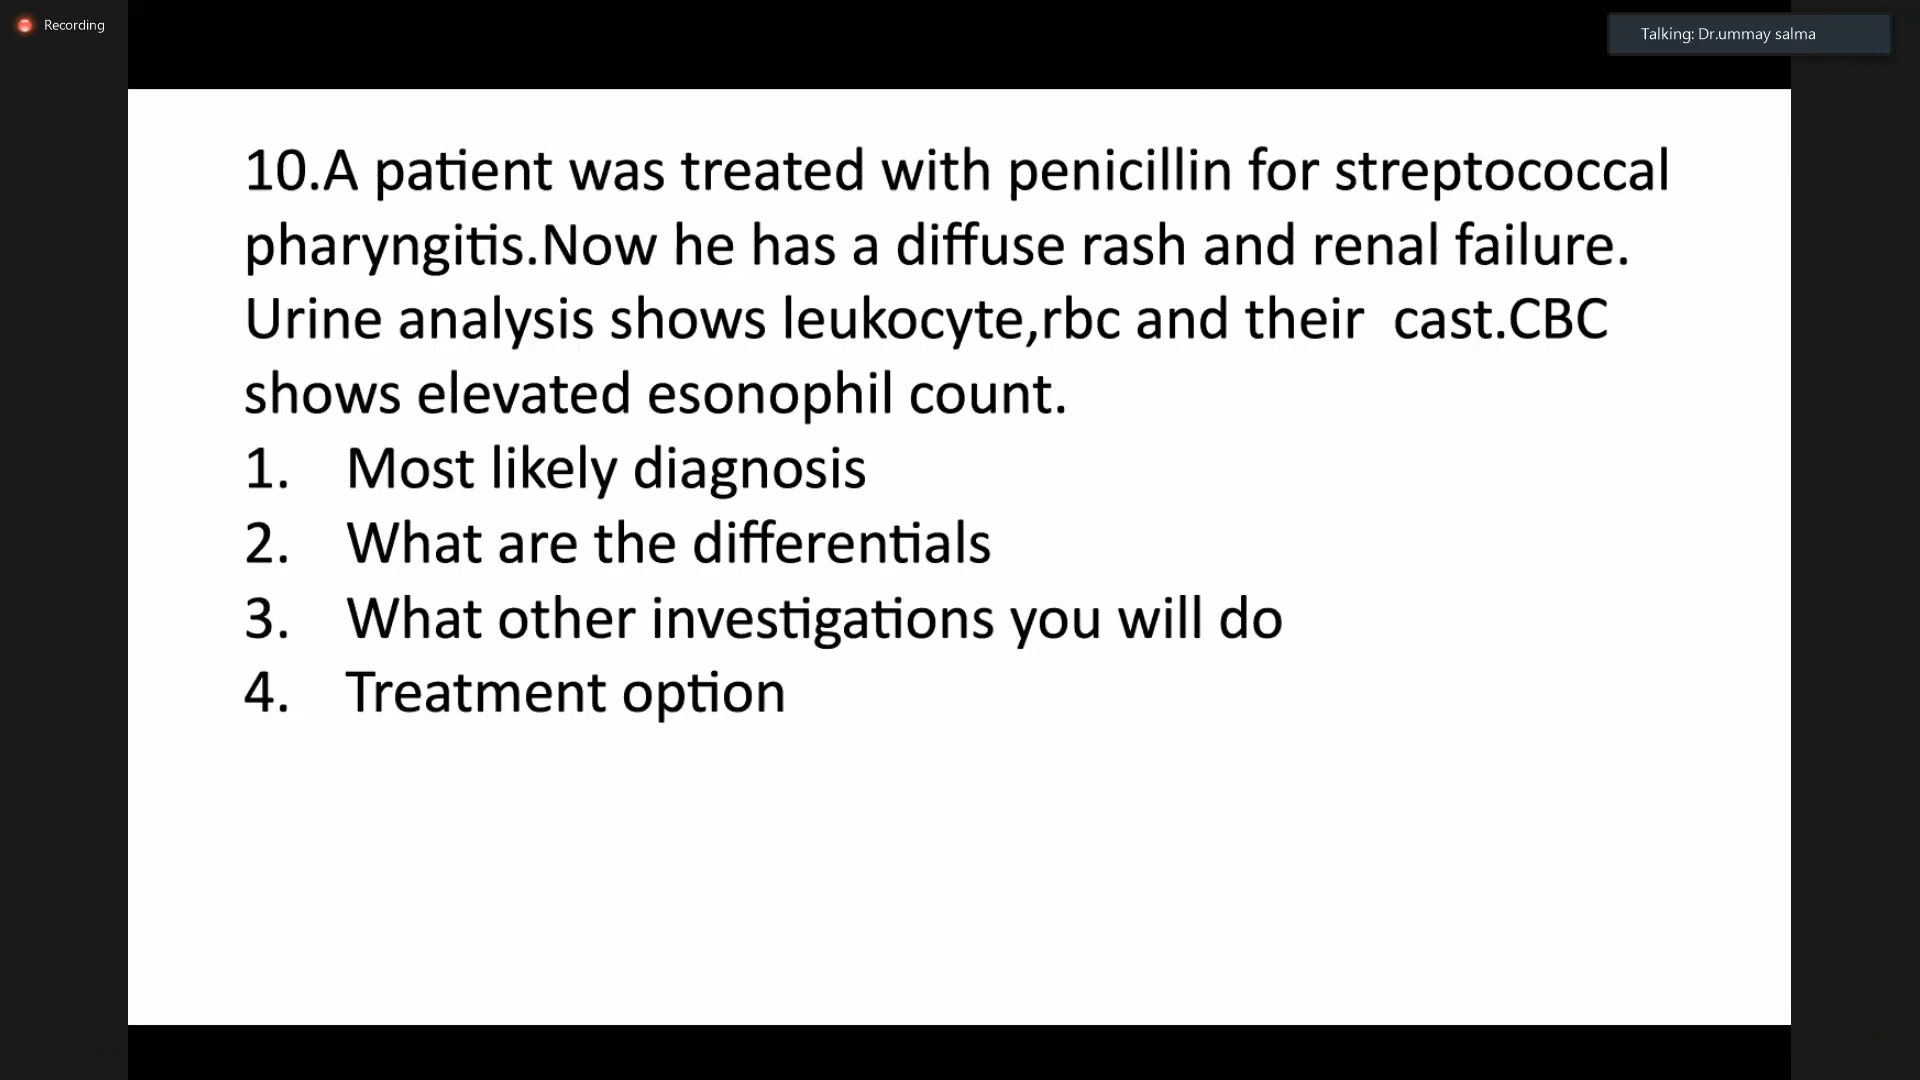 Recording
Talking: Dr.ummay salma
10.A patient was treated with penicillin for streptococcal
pharyngitis.Now he has a diffuse rash and renal failure.
Urine analysis shows leukocyte,rbc and their  cast.CBC
shows elevated esonophil count.
1. Most likely diagnosis
2. What are the differentials
3. What other investigations you will do
4. Treatment option